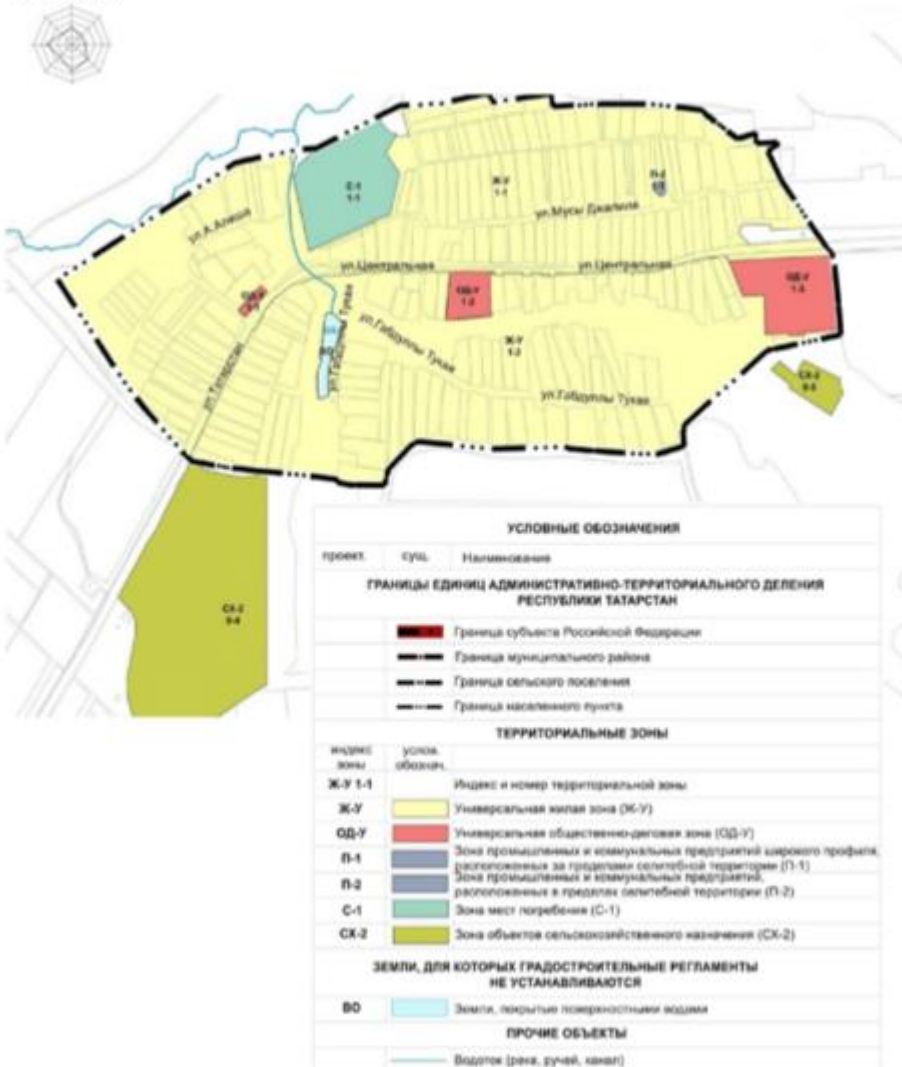 С-1
1-1
Ж-У
1-1
П-2
ул.А.Алиша
ул.Мусы Джалиля
ул.Центральная
ул.Центральная
ОД-У
ОД-У
1-2
ОД-У
1-3
ВО
ул.Габдуллы Тукая
ул.Габдуллы Тукая
Ж-У
1-2
ул.Татарстан
ул.Габдуллы Тукая
СХ-2
СХ-2
УСЛОВНЫЕ ОБОЗНАЧЕНИЯ
проект. сущ. Наименование
ГРАНИЦЫ ЕДИНИЦ АДМИНИСТРАТИВНО-ТЕРРИТОРИАЛЬНОГО ДЕЛЕНИЯ
РЕСПУБЛИКИ ТАТАРСТАН
Граница субъекта Российской Федерации
Граница муниципального района
Граница сельского поселения
Граница населенного пункта
ТЕРРИТОРИАЛЬНЫЕ ЗОНЫ
индекс зоны услов. обознач.
Ж-У 1-1 Индекс и номер территориальной зоны
Ж-У Универсальная жилая зона (Ж-У)
ОД-У Универсальная общественно-деловая зона (ОД-У)
П-1 Зона промышленных и коммунальных предприятий широкого профиля,
расположенных за пределами селитебной территории (П-1)
П-2 Зона промышленных и коммунальных предприятий,
расположенных в пределах селитебной территории (П-2)
С-1 Зона мест погребения (С-1)
СХ-2 Зона объектов сельскохозяйственного назначения (СХ-2)
ЗЕМЛИ, ДЛЯ КОТОРЫХ ГРАДОСТРОИТЕЛЬНЫЕ РЕГЛАМЕНТЫ
НЕ УСТАНАВЛИВАЮТСЯ
ВО Земли, покрытые поверхностными водами
ПРОЧИЕ ОБЪЕКТЫ
Водоток (река, ручей, канал)